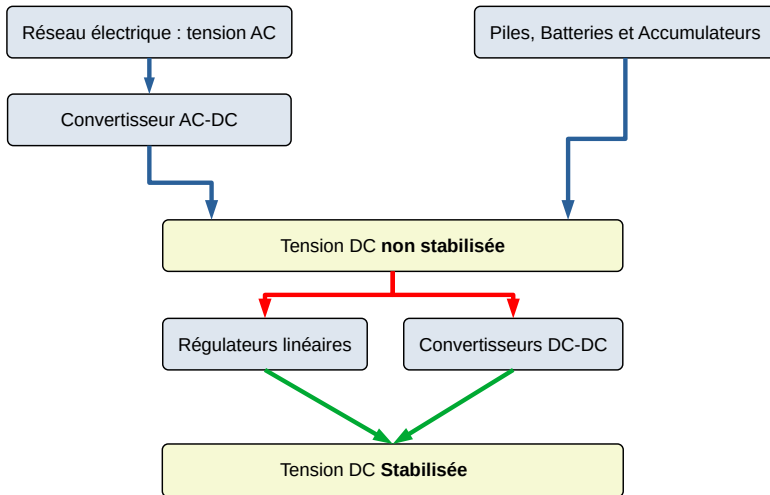 Réseau électrique : tension AC
Piles, Batteries et Accumulateurs
Convertisseur AC-DC
Tension DC non stabilisée
Régulateurs linéaires
Convertisseurs DC-DC
Tension DC Stabilisée